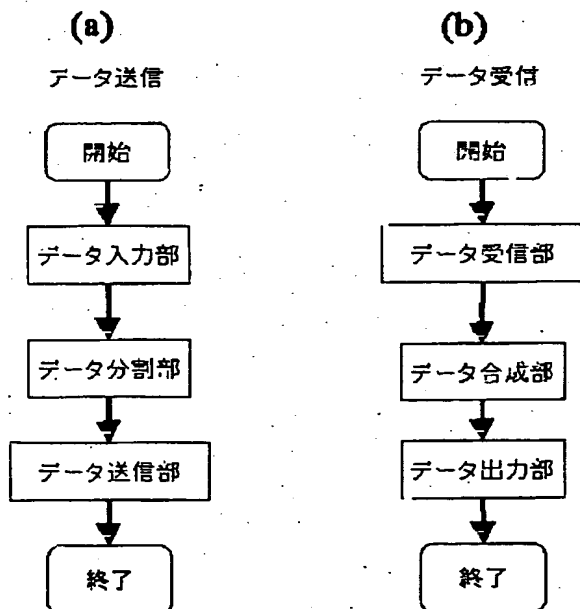 (a)
データ送信
開始
データ入力部
データ分割部
データ送信部
終了
(b)
データ受付
開始
データ受信部
データ合成部
データ出力部
終了